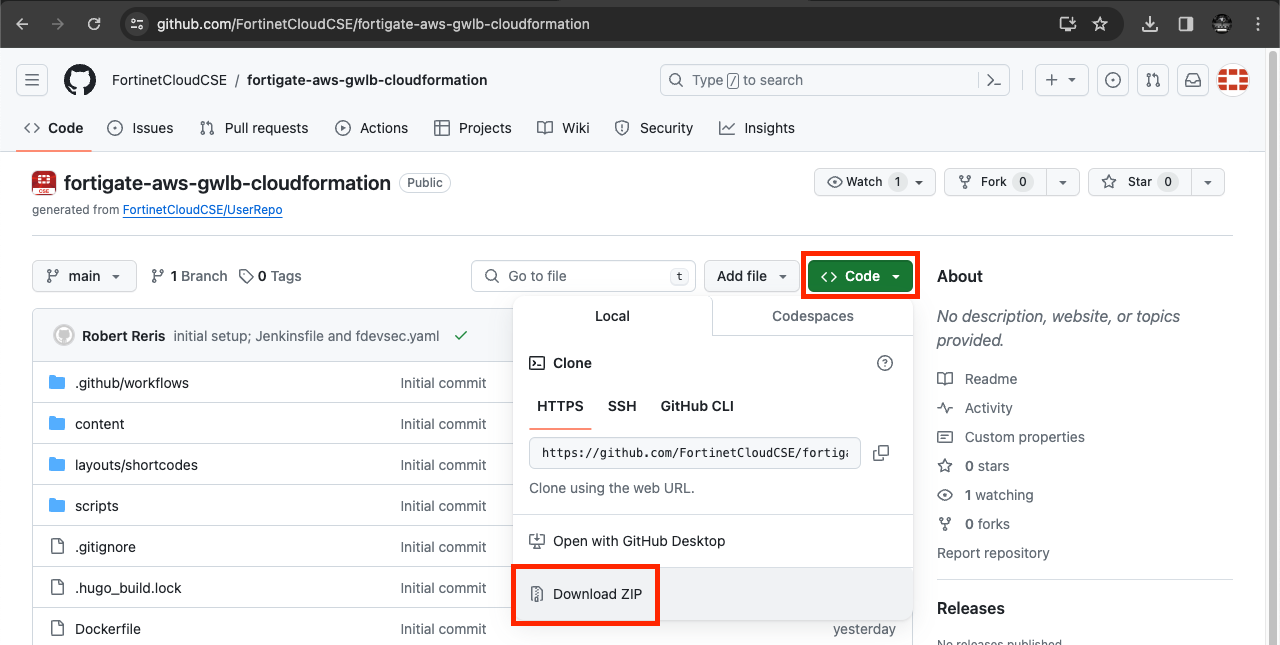 github.com/FortinetCloudCSE/fortigate-aws-gwlb-cloudformation
FortinetCloudCSE / fortigate-aws-gwlb-cloudformation
Type / to search
Code Issues Pull requests Actions Projects Wiki Security Insights
CSE
fortigate-aws-gwlb-cloudformation Public
Watch 1 Fork 0 Star 0
generated from FortinetCloudCSE/UserRepo
main 1 Branch 0 Tags Go to file t Add file Code
Robert Reris initial setup; Jenkinsfile and fdevsec.yaml
.github/workflows Initial commit
content Initial commit
layouts/shortcodes Initial commit
scripts Initial commit
.gitignore Initial commit
.hugo_build.lock Initial commit
Dockerfile Initial commit yesterday
Local Codespaces
Clone
HTTPS SSH GitHub CLI
https://github.com/FortinetCloudCSE/fortiga
Clone using the web URL.
Open with GitHub Desktop
Download ZIP
About
No description, website, or topics
provided.
Readme
Activity
Custom properties
0 stars
1 watching
0 forks
Report repository
Releases
No releases published